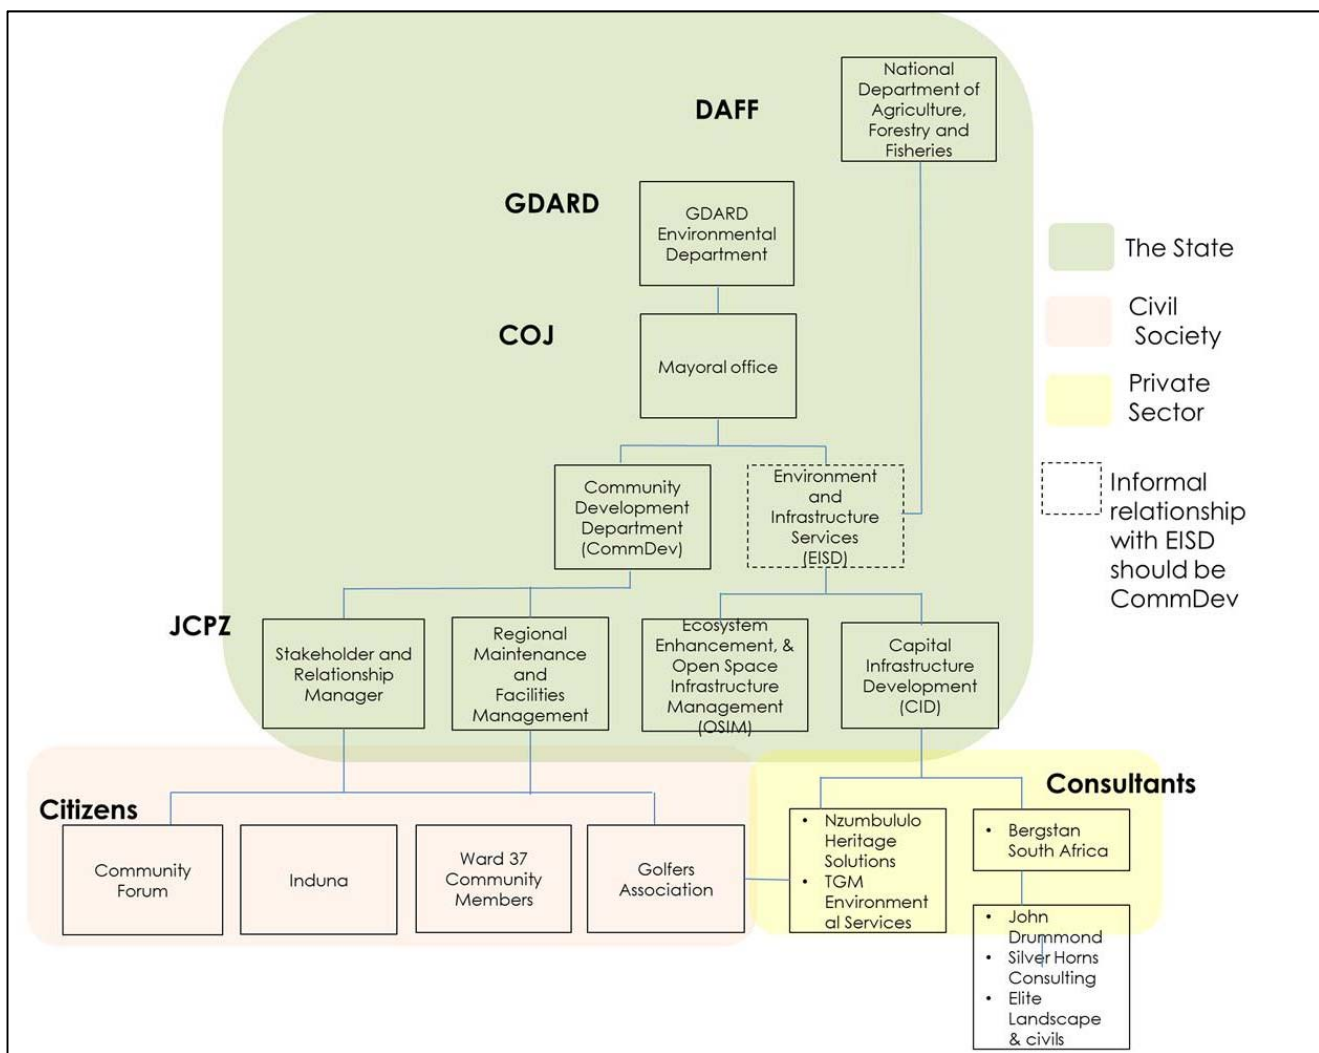 DAFF
National
Department of
Agriculture,
Forestry and
Fisheries
GDARD
GDARD
Environmental
Department
COJ
Mayoral office
Community
Development
Department
(CommDev)
Environment
and
Infrastructure
Services
(EISD)
JCPZ
Stakeholder and
Relationship
Manager
Regional
Maintenance
and
Facilities
Management
Ecosystem
Enhancement, &
Open Space
Infrastructure
Management
(OSIM)
Capital
Infrastructure
Development
(CID)
Citizens
Community
Forum
Induna
Ward 37
Community
Members
Golfers
Association
Consultants
• Nzumbululo
Heritage
Solutions
• TGM
Environment
al Services
• Bergstan
South Africa
• John
Drummond
• Silver Horns
Consulting
• Elite
Landscape
& civils
The State
Civil
Society
Private
Sector
Informal
relationship
with EISD
should be
CommDev